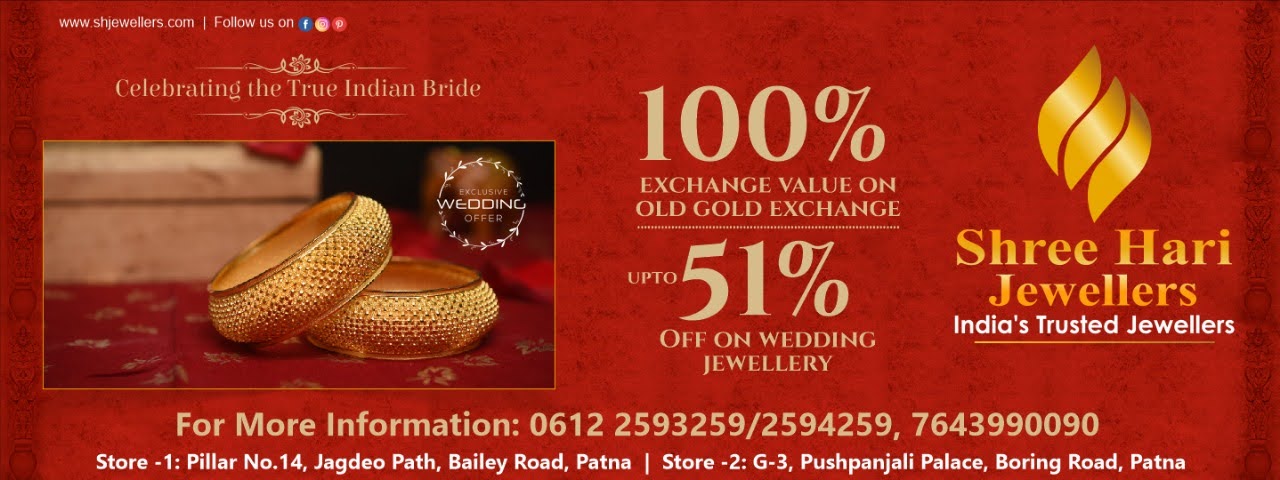 www.shjewellers.com | Follow us on
Celebrating the True Indian Bride
EXCLUSIVE
WEDDING
OFFER
100%
EXCHANGE VALUE ON
OLD GOLD EXCHANGE
UPTO 51%
OFF ON WEDDING
JEWELLERY
Shree Hari
Jewellers
India's Trusted Jewellers
For More Information: 0612 2593259/2594259, 7643990090
Store -1: Pillar No.14, Jagdeo Path, Bailey Road, Patna | Store -2: G-3, Pushpanjali Palace, Boring Road, Patna